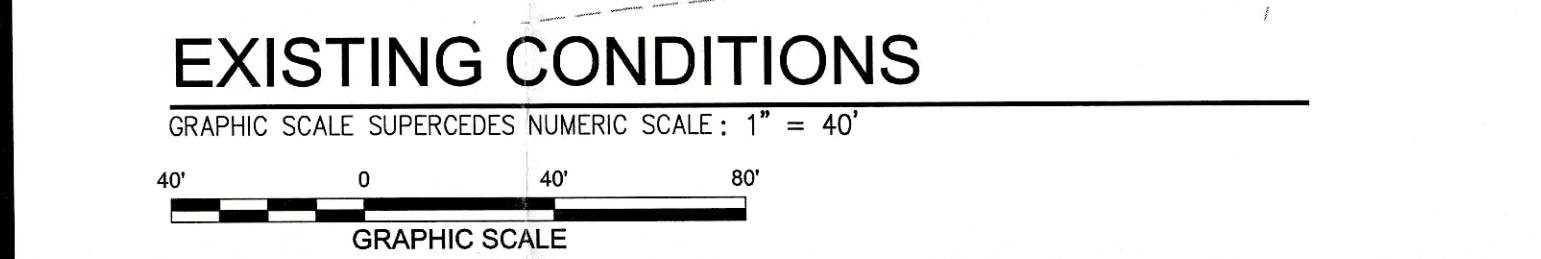 EXISTING CONDITIONS
GRAPHIC SCALE SUPERCEDES NUMERIC SCALE: 1" = 40'
40' 0 40' 80'
GRAPHIC SCALE